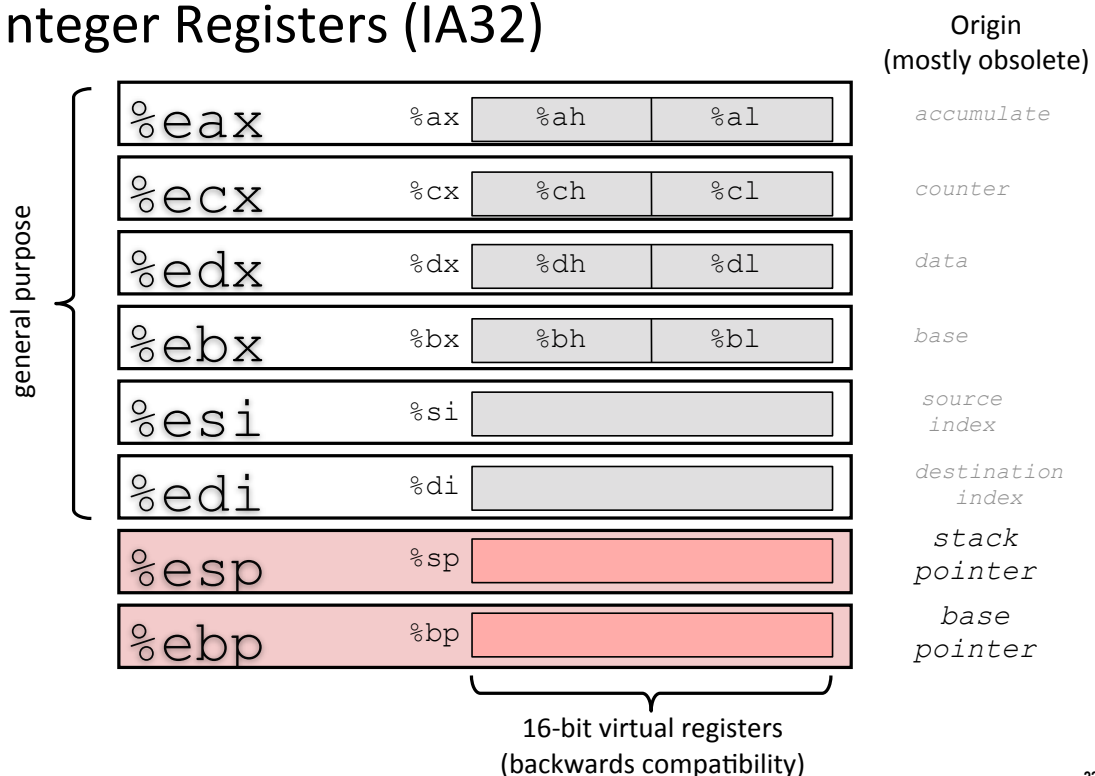 nteger Registers (IA32)
Origin
(mostly obsolete)
general purpose
%eax %ax %ah %al accumulate
%ecx %cx %ch %cl counter
%edx %dx %dh %dl data
%ebx %bx %bh %bl base
%esi %si source
index
%edi %di destination
index
%esp %sp stack
pointer
%ebp %bp base
pointer
16-bit virtual registers
(backwards compatibility)